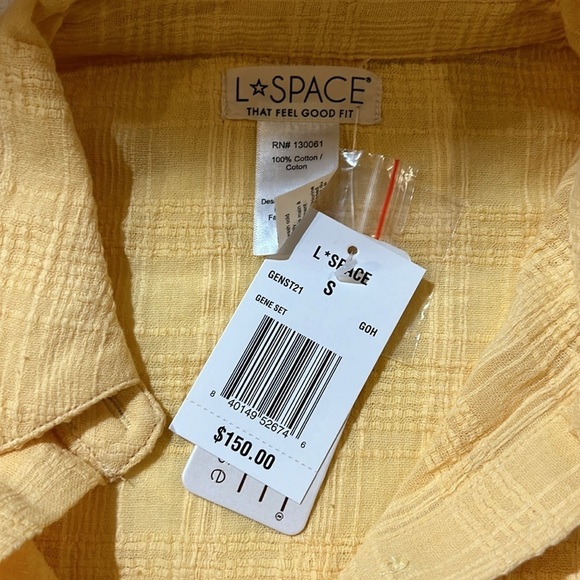 L☆SPACE®
THAT FEEL GOOD FIT
RN# 130061
100% Cotton /
Coton
L*SPACE
S
GENST21
GENE SET
GOH
8 40149 52674 6
$150.00